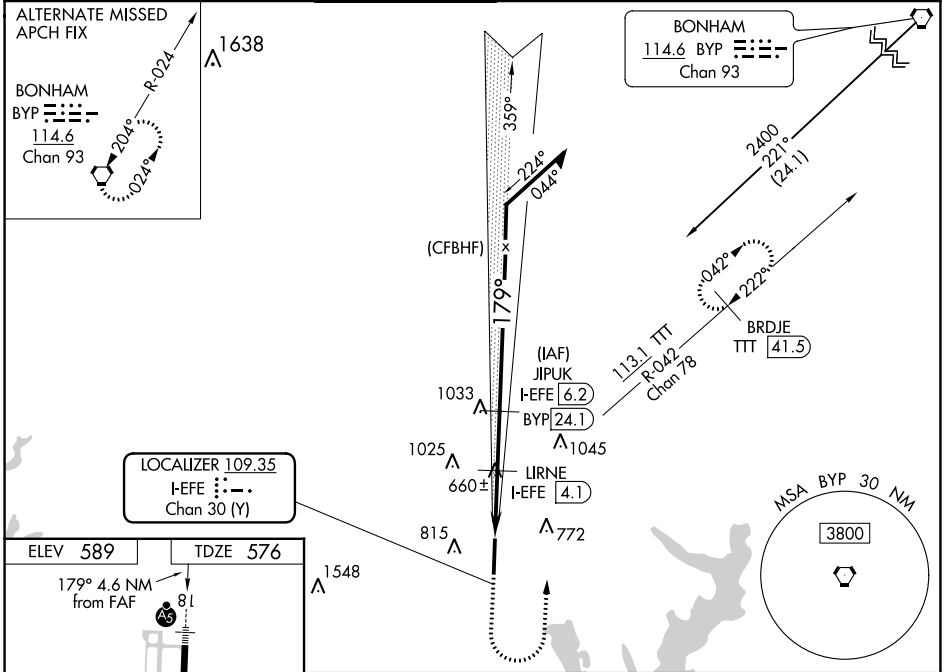 ALTERNATE MISSED
APCH FIX
BONHAM
BYP
114.6
Chan 93
R-024
204°
024°
1638
359°
224°
044°
(CFBHF)
x
179°
BONHAM
114.6 BYP
Chan 93
2400
221°
(24.1)
042°
222°
BRDJE
TTT 41.5
113.1 TTT
R-042
Chan 78
(IAF)
JIPUK
I-EFE 6.2
BYP 24.1
1033
1045
1025
660±
LIRNE
I-EFE 4.1
815
772
LOCALIZER 109.35
I-EFE
Chan 30 (Y)
MSA BYP 30 NM
3800
ELEV 589
TDZE 576
179° 4.6 NM
from FAF
A5
18
1548